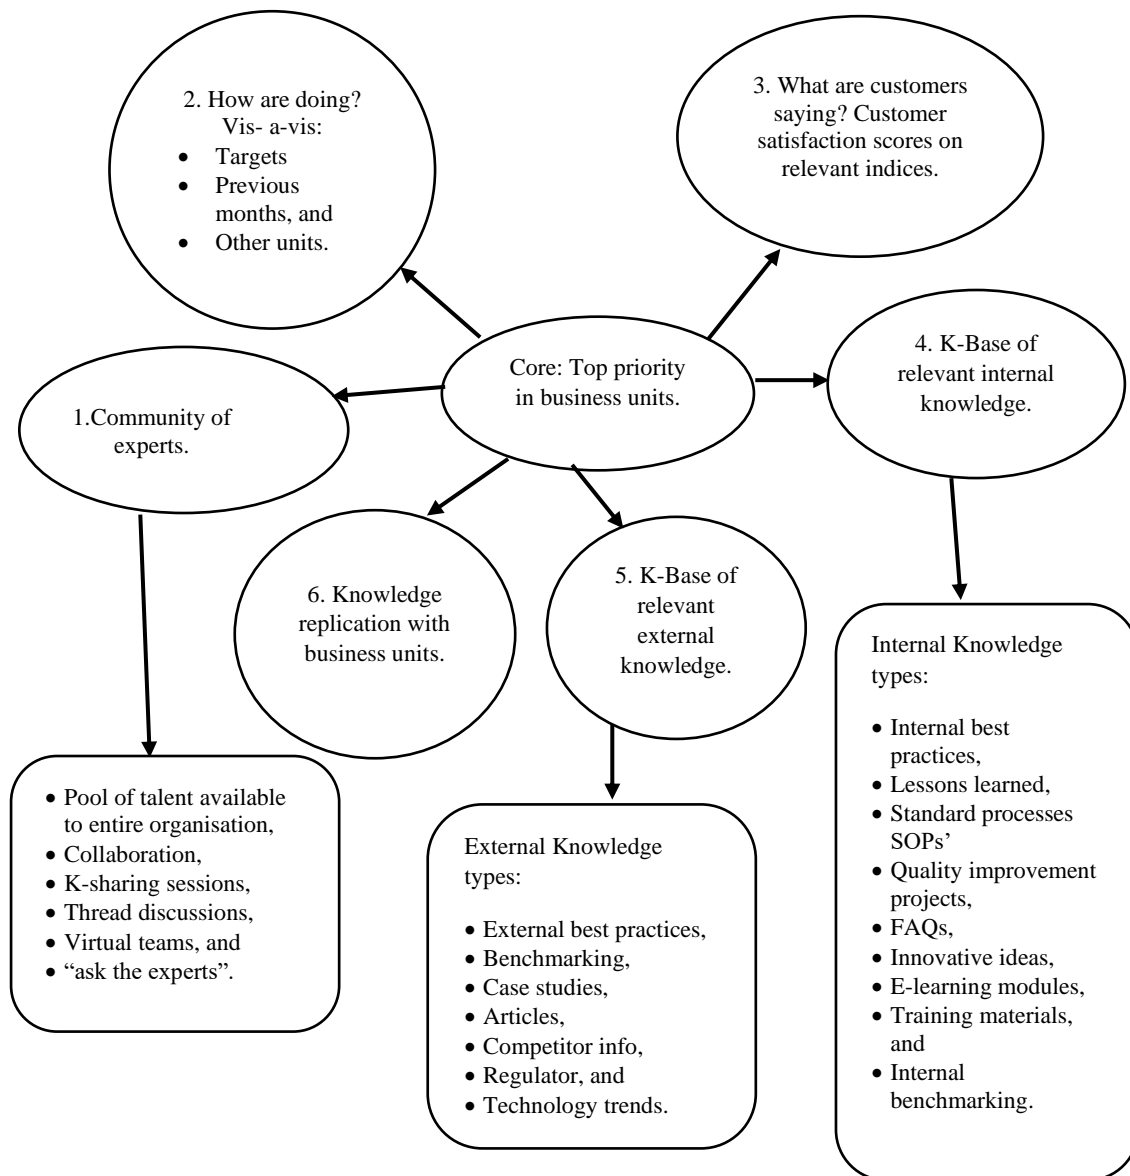 2. How are doing?
Vis- a-vis:
• Targets
• Previous
months, and
• Other units.
3. What are customers
saying? Customer
satisfaction scores on
relevant indices.
Core: Top priority
in business units.
4. K-Base of
relevant internal
knowledge.
1.Community of
experts.
6. Knowledge
replication with
business units.
5. K-Base of
relevant
external
knowledge.
• Pool of talent available
to entire organisation,
• Collaboration,
• K-sharing sessions,
• Thread discussions,
• Virtual teams, and
• “ask the experts”.
External Knowledge
types:
• External best practices,
• Benchmarking,
• Case studies,
• Articles,
• Competitor info,
• Regulator, and
• Technology trends.
Internal Knowledge
types:
• Internal best
practices,
• Lessons learned,
• Standard processes
SOPs’
• Quality improvement
projects,
• FAQs,
• Innovative ideas,
• E-learning modules,
• Training materials,
and
• Internal
benchmarking.